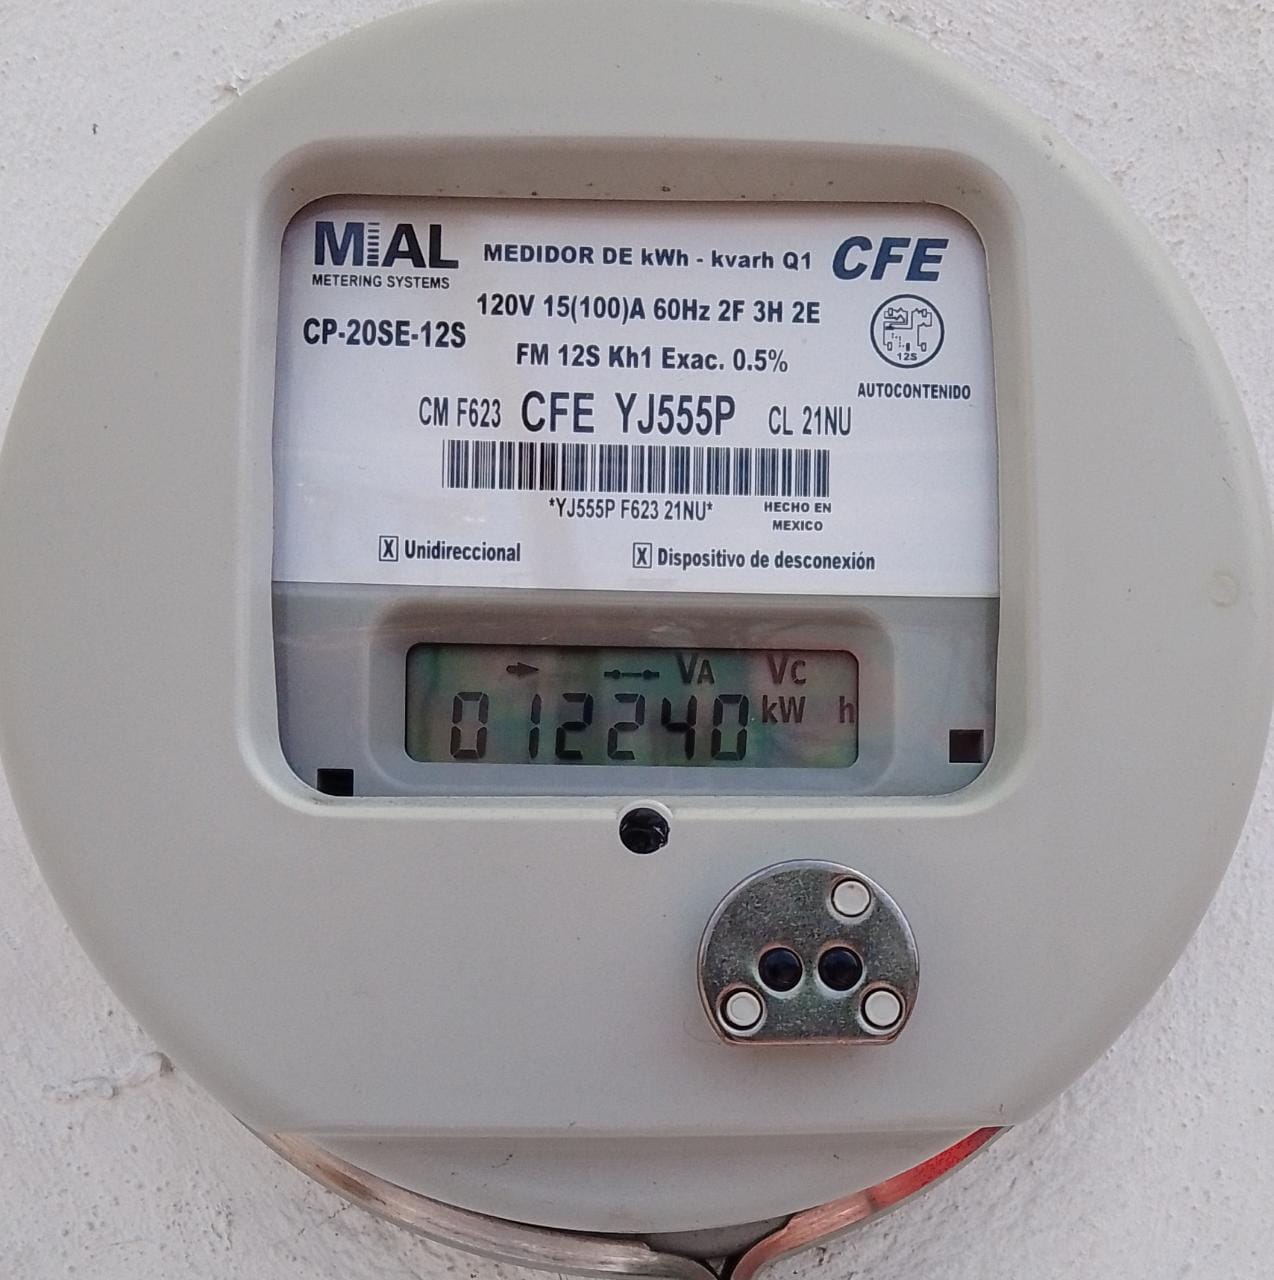 MIAL
METERING SYSTEMS
MEDIDOR DE kWh - kvarh Q1
CFE
120V 15(100)A 60Hz 2F 3H 2E
CP-20SE-12S
FM 12S Kh1 Exac. 0.5%
12S
AUTOCONTENIDO
CM F623 CFE YJ555P CL 21NU
*YJ555P F623 21NU*
HECHO EN
MEXICO
X Unidireccional
X Dispositivo de desconexión
VA VC
012240 kW h